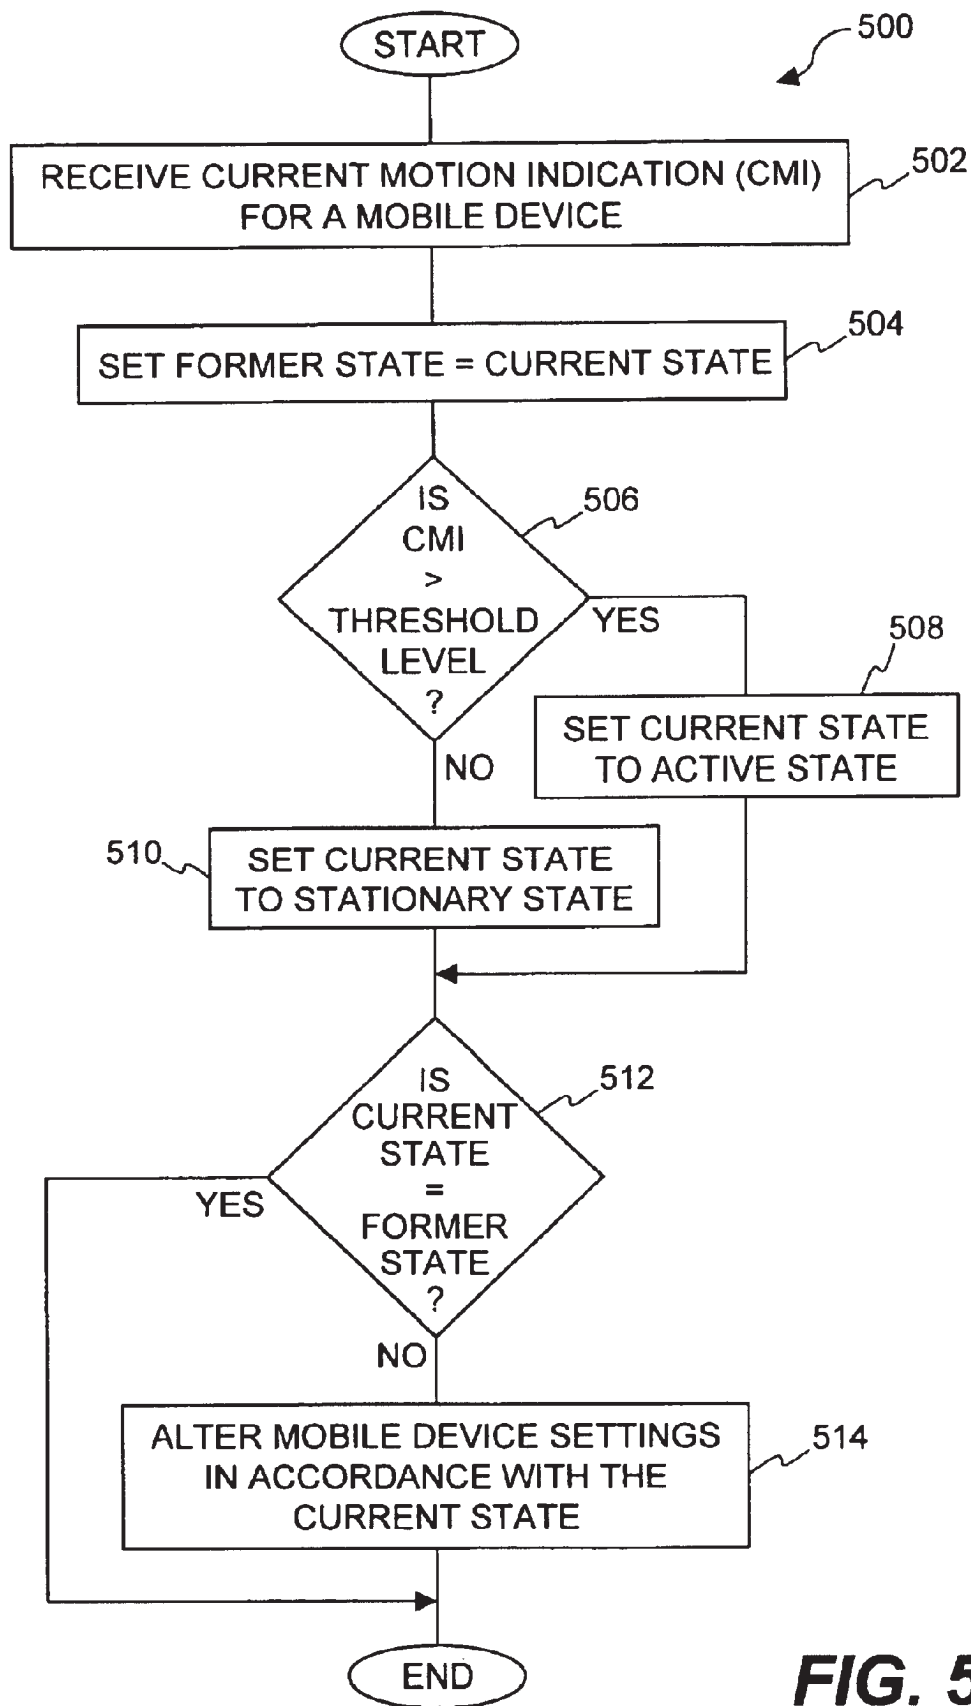 START
500
RECEIVE CURRENT MOTION INDICATION (CMI)
FOR A MOBILE DEVICE
502
SET FORMER STATE = CURRENT STATE
504
IS
CMI
>
THRESHOLD
LEVEL
?
506
YES
NO
SET CURRENT STATE
TO ACTIVE STATE
508
510
SET CURRENT STATE
TO STATIONARY STATE
IS
CURRENT
STATE
=
FORMER
STATE
?
512
YES
NO
ALTER MOBILE DEVICE SETTINGS
IN ACCORDANCE WITH THE
CURRENT STATE
514
END
FIG. 5